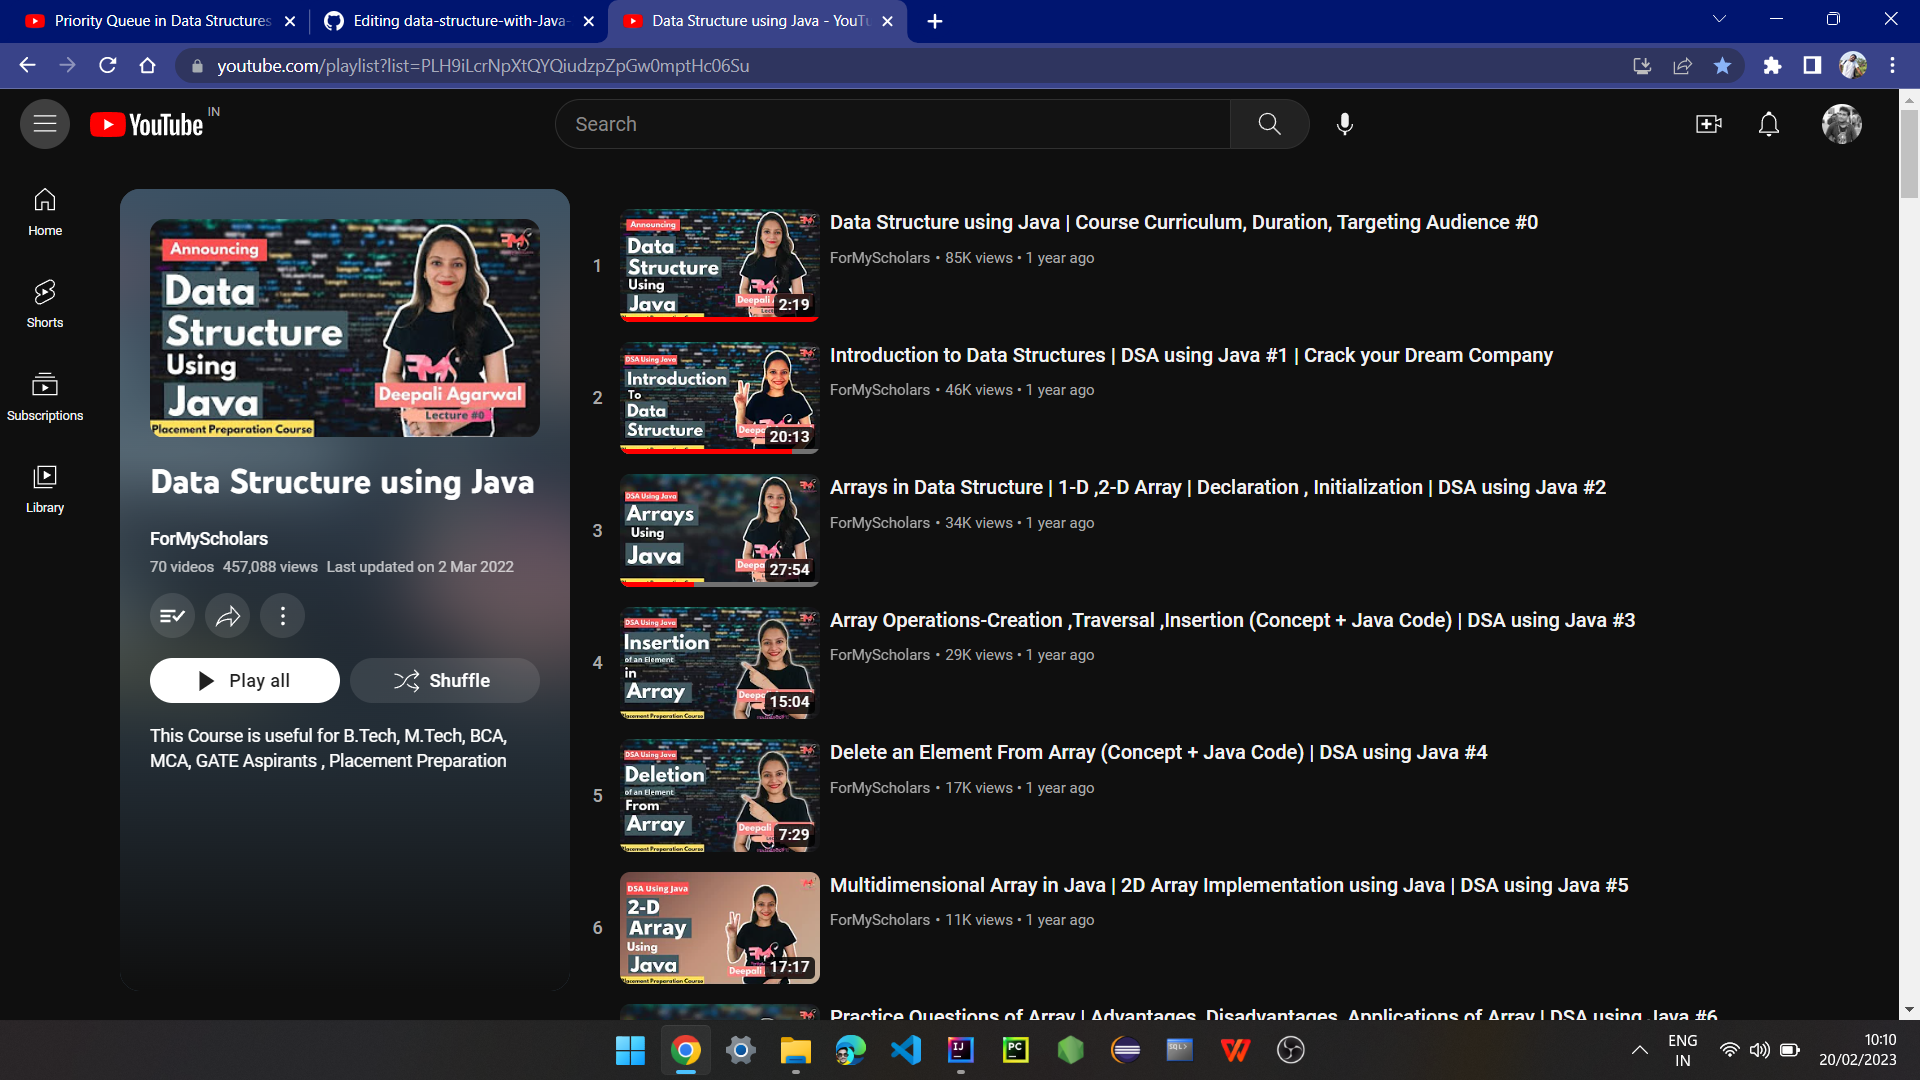 Priority Queue in Data Structures
Editing data-structure-with-Java-
Data Structure using Java - YouTu
youtube.com/playlist?list=PLH9iLcrNpXtQYQiudzpZpGw0mptHc06Su
YouTube IN
Search
Home
Shorts
Subscriptions
Library
Announcing
Data
Structure
Using
Java
Deepali Agarwal
Lecture #0
Placement Preparation Course
Data Structure using Java
ForMyScholars
70 videos 457,088 views Last updated on 2 Mar 2022
Play all
Shuffle
This Course is useful for B.Tech, M.Tech, BCA,
MCA, GATE Aspirants , Placement Preparation
1
Announcing
Data
Structure
Using
Java
Deepali
2:19
Data Structure using Java | Course Curriculum, Duration, Targeting Audience #0
ForMyScholars • 85K views • 1 year ago
2
DSA Using Java
Introduction
To
Data
Structure
20:13
Introduction to Data Structures | DSA using Java #1 | Crack your Dream Company
ForMyScholars • 46K views • 1 year ago
3
DSA Using Java
Arrays
Using
Java
27:54
Arrays in Data Structure | 1-D ,2-D Array | Declaration , Initialization | DSA using Java #2
ForMyScholars • 34K views • 1 year ago
4
DSA Using Java
Insertion
of an Element
in
Array
Placement Preparation Course
15:04
Array Operations-Creation ,Traversal ,Insertion (Concept + Java Code) | DSA using Java #3
ForMyScholars • 29K views • 1 year ago
5
DSA Using Java
Deletion
of an Element
From
Array
Deepali
Placement Preparation Course
7:29
Delete an Element From Array (Concept + Java Code) | DSA using Java #4
ForMyScholars • 17K views • 1 year ago
6
DSA Using Java
2-D
Array
Using
Java
Deepali
Placement Preparation Course
17:17
Multidimensional Array in Java | 2D Array Implementation using Java | DSA using Java #5
ForMyScholars • 11K views • 1 year ago
Practice Questions of Array | Advantages, Disadvantages, Applications of Array | DSA using Java #6
IJ
PC
SQL>
ENG
IN
10:10
20/02/2023